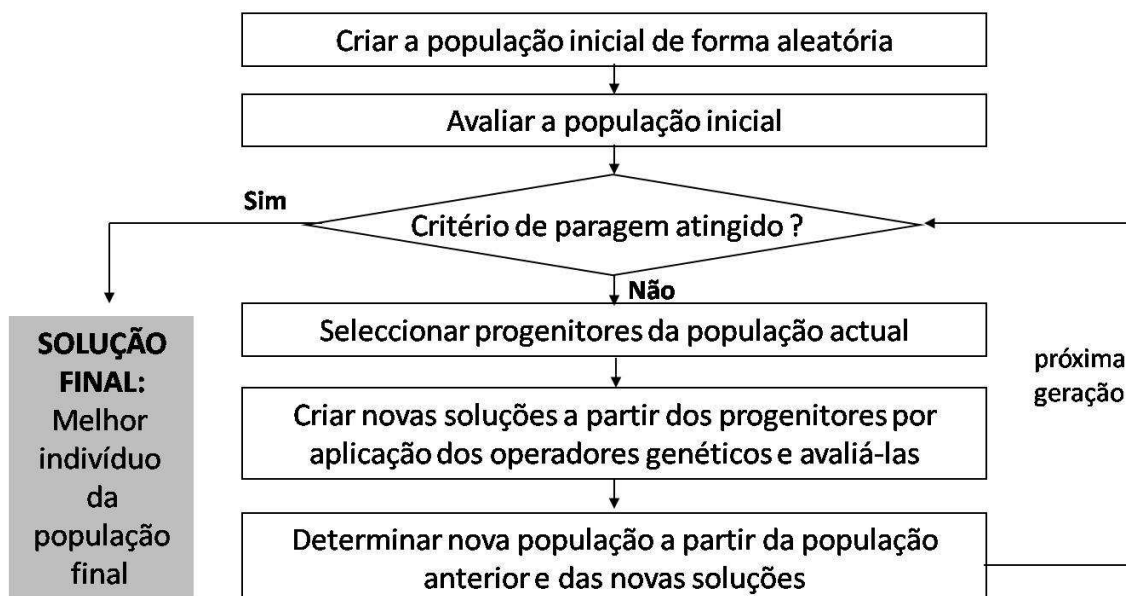 Criar a população inicial de forma aleatória
Avaliar a população inicial
Sim
Critério de paragem atingido ?
Não
Seleccionar progenitores da população actual
Criar novas soluções a partir dos progenitores por
aplicação dos operadores genéticos e avaliá-las
Determinar nova população a partir da população
anterior e das novas soluções
próxima
geração
SOLUÇÃO
FINAL:
Melhor
indivíduo
da
população
final